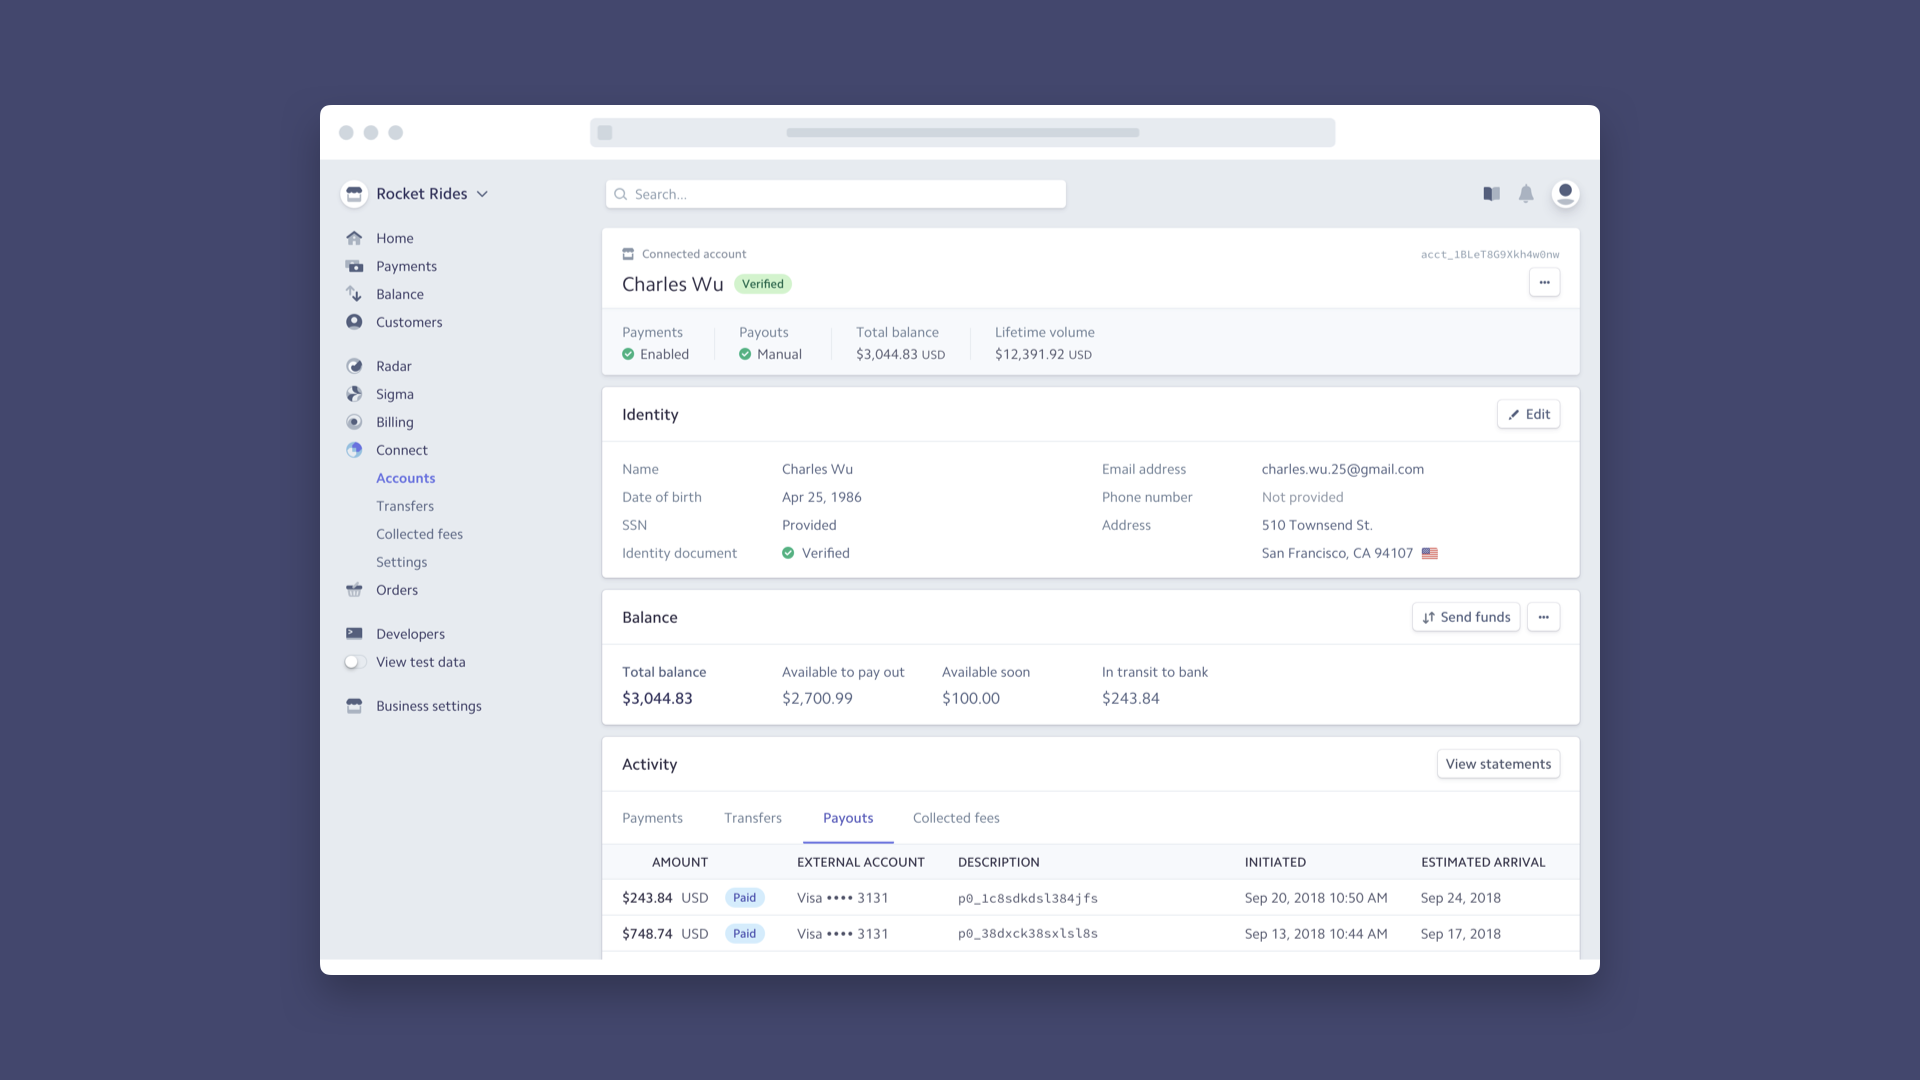 Rocket Rides
Search...
Home
Payments
Balance
Customers
Radar
Sigma
Billing
Connect
Accounts
Transfers
Collected fees
Settings
Orders
Developers
View test data
Business settings
Connected account
acct_1BLeT8G9Xkh4w0nw
Charles Wu Verified
Payments Payouts Total balance Lifetime volume
Enabled Manual $3,044.83 USD $12,391.92 USD
Identity Edit
Name Charles Wu Email address charles.wu.25@gmail.com
Date of birth Apr 25, 1986 Phone number Not provided
SSN Provided Address 510 Townsend St.
Identity document Verified San Francisco, CA 94107
Balance Send funds
Total balance Available to pay out Available soon In transit to bank
$3,044.83 $2,700.99 $100.00 $243.84
Activity View statements
Payments Transfers Payouts Collected fees
AMOUNT EXTERNAL ACCOUNT DESCRIPTION INITIATED ESTIMATED ARRIVAL
$243.84 USD Paid Visa •••• 3131 p0_1c8sdkdsl384jfs Sep 20, 2018 10:50 AM Sep 24, 2018
$748.74 USD Paid Visa •••• 3131 p0_38dxck38sxlsl8s Sep 13, 2018 10:44 AM Sep 17, 2018